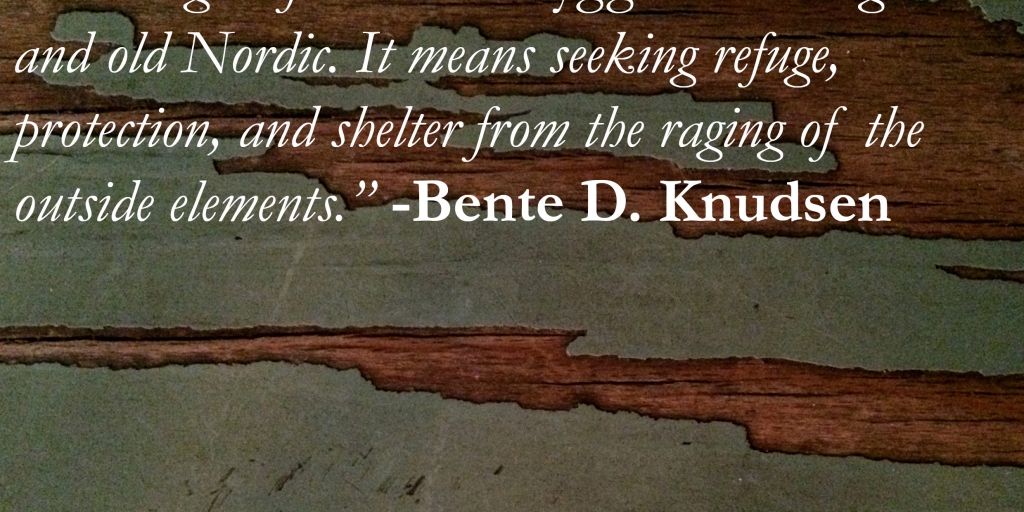 and old Nordic. It means seeking refuge,
protection, and shelter from the raging of the
outside elements.” -Bente D. Knudsen